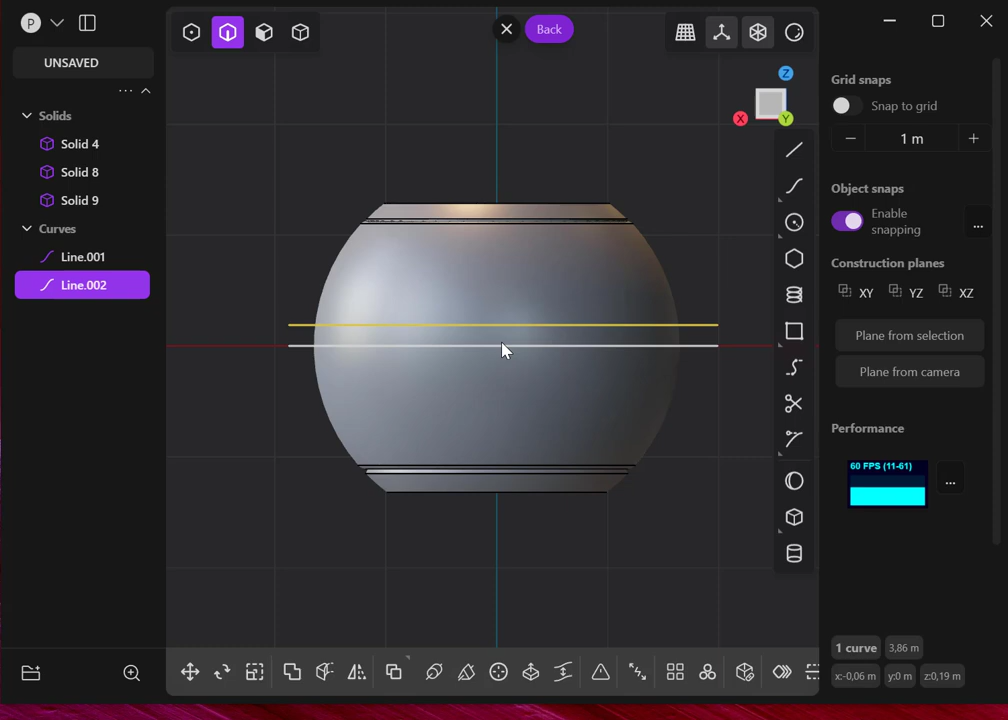 P
Back
UNSAVED
...
Solids
Solid 4
Solid 8
Solid 9
Curves
Line.001
Line.002
Z
X
Y
Grid snaps
Snap to grid
1 m
Object snaps
Enable
snapping
...
Construction planes
XY
YZ
XZ
Plane from selection
Plane from camera
Performance
60 FPS (11-61)
...
1 curve
3,86 m
x:-0,06 m
y:0 m
z:0,19 m